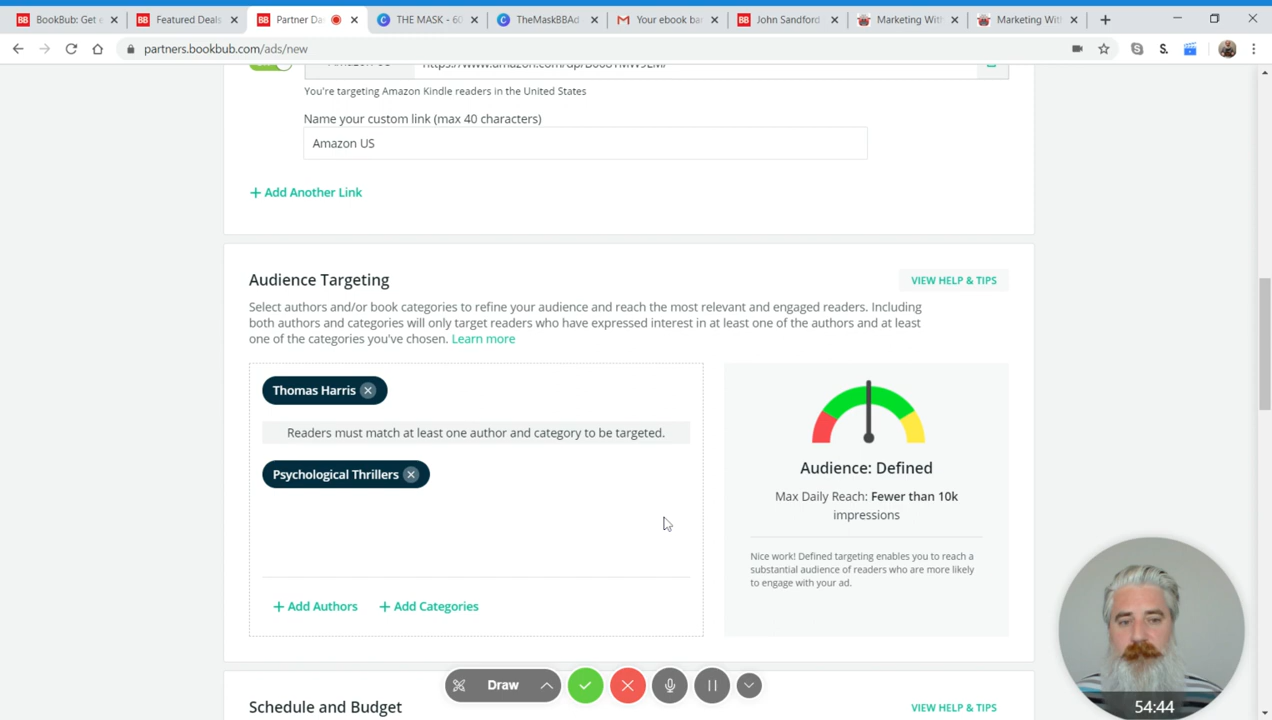 BookBub: Get e
Featured Deals
Partner Da
THE MASK - 60
TheMaskBBAd
Your ebook ba
John Sandford
Marketing Wit
Marketing Wit
partners.bookbub.com/ads/new
Amazon US
You're targeting Amazon Kindle readers in the United States
Name your custom link (max 40 characters)
Amazon US
+ Add Another Link
Audience Targeting
VIEW HELP & TIPS
Select authors and/or book categories to refine your audience and reach the most relevant and engaged readers. Including
both authors and categories will only target readers who have expressed interest in at least one of the authors and at least
one of the categories you've chosen. Learn more
Thomas Harris
Readers must match at least one author and category to be targeted.
Psychological Thrillers
+ Add Authors
+ Add Categories
Audience: Defined
Max Daily Reach: Fewer than 10k
impressions
Nice work! Defined targeting enables you to reach a
substantial audience of readers who are more likely
to engage with your ad.
Draw
54:44
Schedule and Budget
VIEW HELP & TIPS